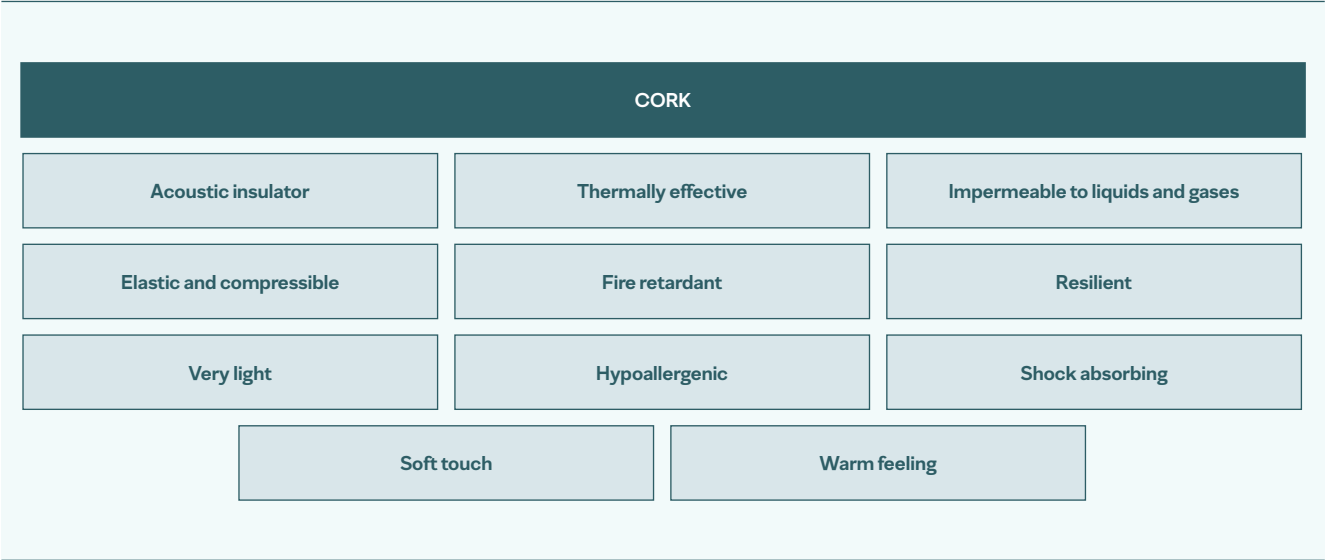 CORK
Acoustic insulator
Thermally effective
Impermeable to liquids and gases
Elastic and compressible
Fire retardant
Resilient
Very light
Hypoallergenic
Shock absorbing
Soft touch
Warm feeling